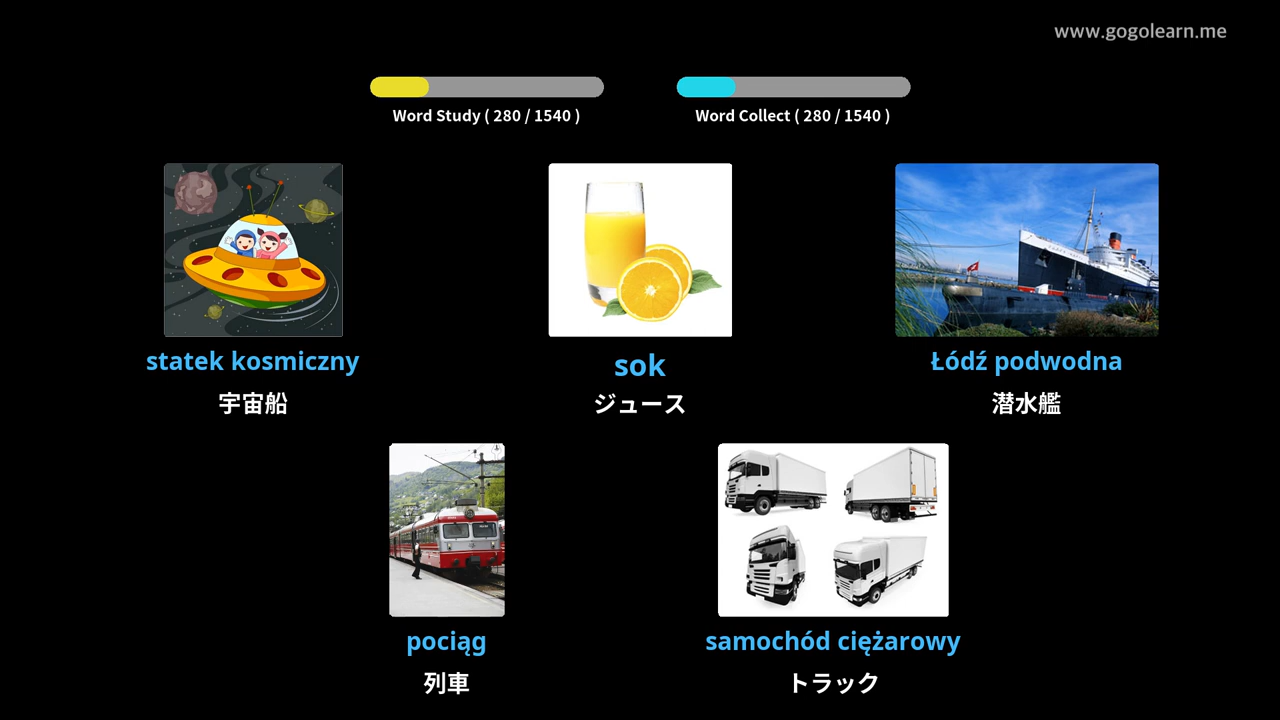 www.gogolearn.me
Word Study ( 280 / 1540 )
Word Collect ( 280 / 1540 )
statek kosmiczny
宇宙船
sok
ジュース
Łódź podwodna
潜水艦
pociąg
列車
samochód ciężarowy
トラック